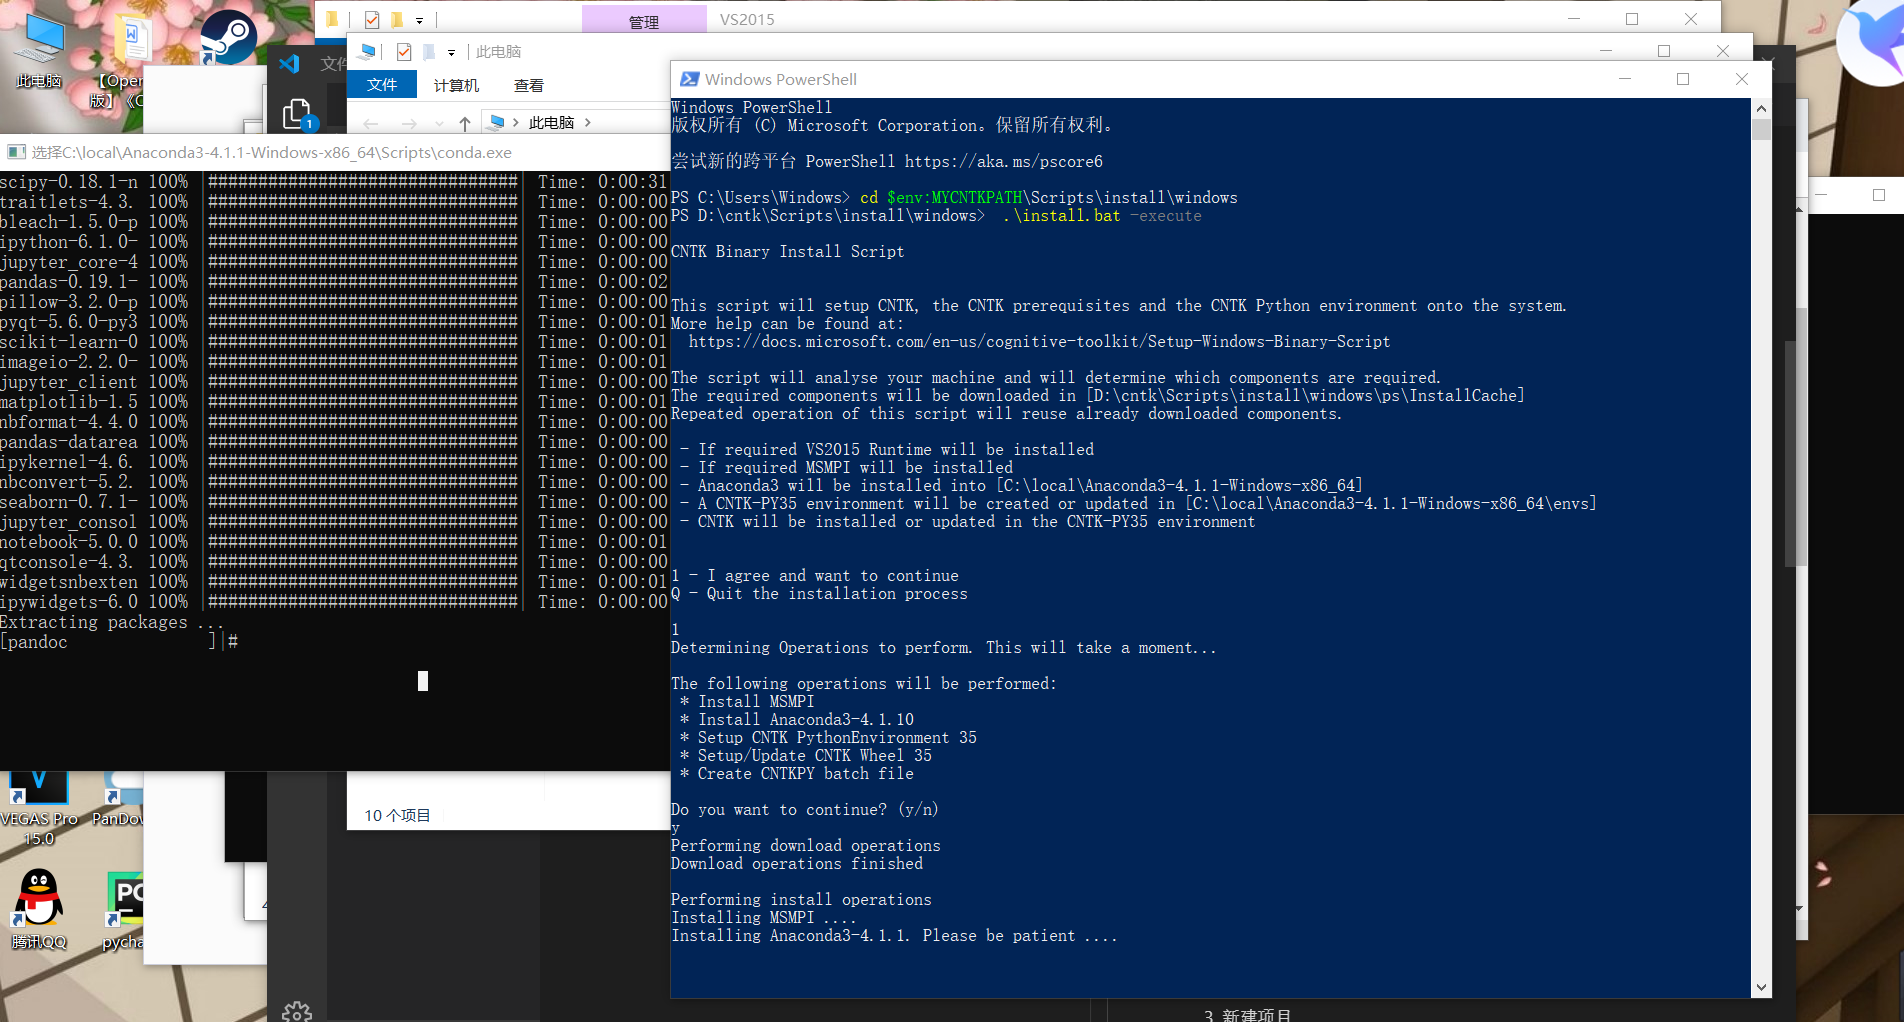 管理
VS2015
此电脑
文件
计算机
查看
此电脑
此电脑
【Oper
版】《C
文件
1
选择C:\local\Anaconda3-4.1.1-Windows-x86_64\Scripts\conda.exe
scipy-0.18.1-n 100% |###############################| Time: 0:00:31
traitlets-4.3. 100% |###############################| Time: 0:00:00
bleach-1.5.0-p 100% |###############################| Time: 0:00:00
ipython-6.1.0- 100% |###############################| Time: 0:00:00
jupyter_core-4 100% |###############################| Time: 0:00:00
pandas-0.19.1- 100% |###############################| Time: 0:00:02
pillow-3.2.0-p 100% |###############################| Time: 0:00:00
pyqt-5.6.0-py3 100% |###############################| Time: 0:00:01
scikit-learn-0 100% |###############################| Time: 0:00:01
imageio-2.2.0- 100% |###############################| Time: 0:00:01
jupyter_client 100% |###############################| Time: 0:00:00
matplotlib-1.5 100% |###############################| Time: 0:00:01
nbformat-4.4.0 100% |###############################| Time: 0:00:00
pandas-datarea 100% |###############################| Time: 0:00:00
ipykernel-4.6. 100% |###############################| Time: 0:00:00
nbconvert-5.2. 100% |###############################| Time: 0:00:00
seaborn-0.7.1- 100% |###############################| Time: 0:00:00
jupyter_consol 100% |###############################| Time: 0:00:00
notebook-5.0.0 100% |###############################| Time: 0:00:01
qtconsole-4.3. 100% |###############################| Time: 0:00:00
widgetsnbexten 100% |###############################| Time: 0:00:01
ipywidgets-6.0 100% |###############################| Time: 0:00:00
Extracting packages ...
[pandoc              ]|#
10 个项目
VEGAS Pro
15.0
PanDow
腾讯QQ
PC
pycha
Windows PowerShell
Windows PowerShell
版权所有 (C) Microsoft Corporation。保留所有权利。
尝试新的跨平台 PowerShell https://aka.ms/pscore6
PS C:\Users\Windows> cd $env:MYCNTKPATH\Scripts\install\windows
PS D:\cntk\Scripts\install\windows>  .\install.bat -execute
CNTK Binary Install Script
This script will setup CNTK, the CNTK prerequisites and the CNTK Python environment onto the system.
More help can be found at:
https://docs.microsoft.com/en-us/cognitive-toolkit/Setup-Windows-Binary-Script
The script will analyse your machine and will determine which components are required.
The required components will be downloaded in [D:\cntk\Scripts\install\windows\ps\InstallCache]
Repeated operation of this script will reuse already downloaded components.
- If required VS2015 Runtime will be installed
- If required MSMPI will be installed
- Anaconda3 will be installed into [C:\local\Anaconda3-4.1.1-Windows-x86_64]
- A CNTK-PY35 environment will be created or updated in [C:\local\Anaconda3-4.1.1-Windows-x86_64\envs]
- CNTK will be installed or updated in the CNTK-PY35 environment
1 - I agree and want to continue
Q - Quit the installation process
1
Determining Operations to perform. This will take a moment...
The following operations will be performed:
* Install MSMPI
* Install Anaconda3-4.1.10
* Setup CNTK PythonEnvironment 35
* Setup/Update CNTK Wheel 35
* Create CNTKPY batch file
Do you want to continue? (y/n)
y
Performing download operations
Download operations finished
Performing install operations
Installing MSMPI ....
Installing Anaconda3-4.1.1. Please be patient ....
3. 新建项目